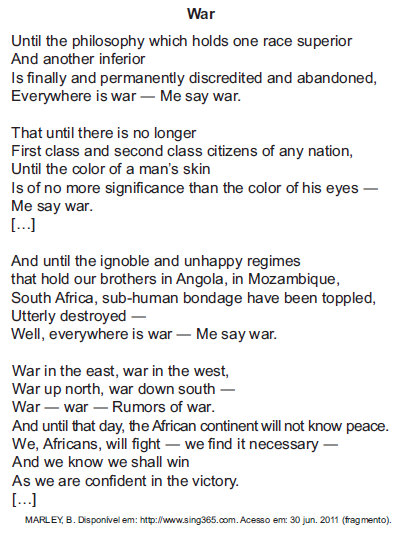 War
Until the philosophy which holds one race superior
And another inferior
Is finally and permanently discredited and abandoned,
Everywhere is war — Me say war.
That until there is no longer
First class and second class citizens of any nation,
Until the color of a man's skin
Is of no more significance than the color of his eyes —
Me say war.
[…]
And until the ignoble and unhappy regimes
that hold our brothers in Angola, in Mozambique,
South Africa, sub-human bondage have been toppled,
Utterly destroyed —
Well, everywhere is war — Me say war.
War in the east, war in the west,
War up north, war down south —
War — war — Rumors of war.
And until that day, the African continent will not know peace.
We, Africans, will fight — we find it necessary —
And we know we shall win
As we are confident in the victory.
[…]
MARLEY, B. Disponível em: http://www.sing365.com. Acesso em: 30 jun. 2011 (fragmento).